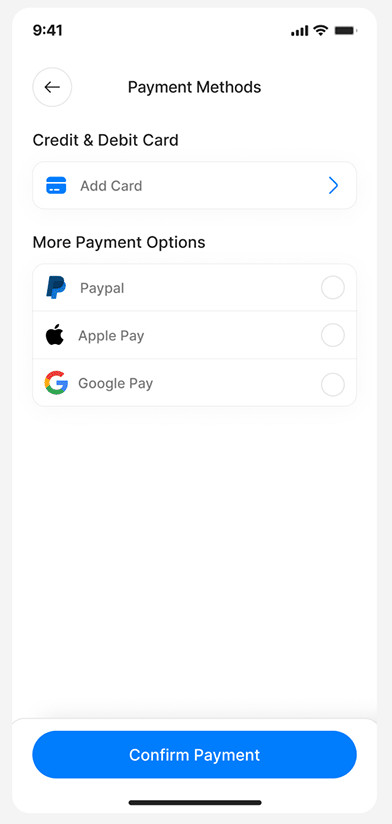 9:41
Payment Methods
Credit & Debit Card
Add Card
More Payment Options
Paypal
Apple Pay
Google Pay
Confirm Payment